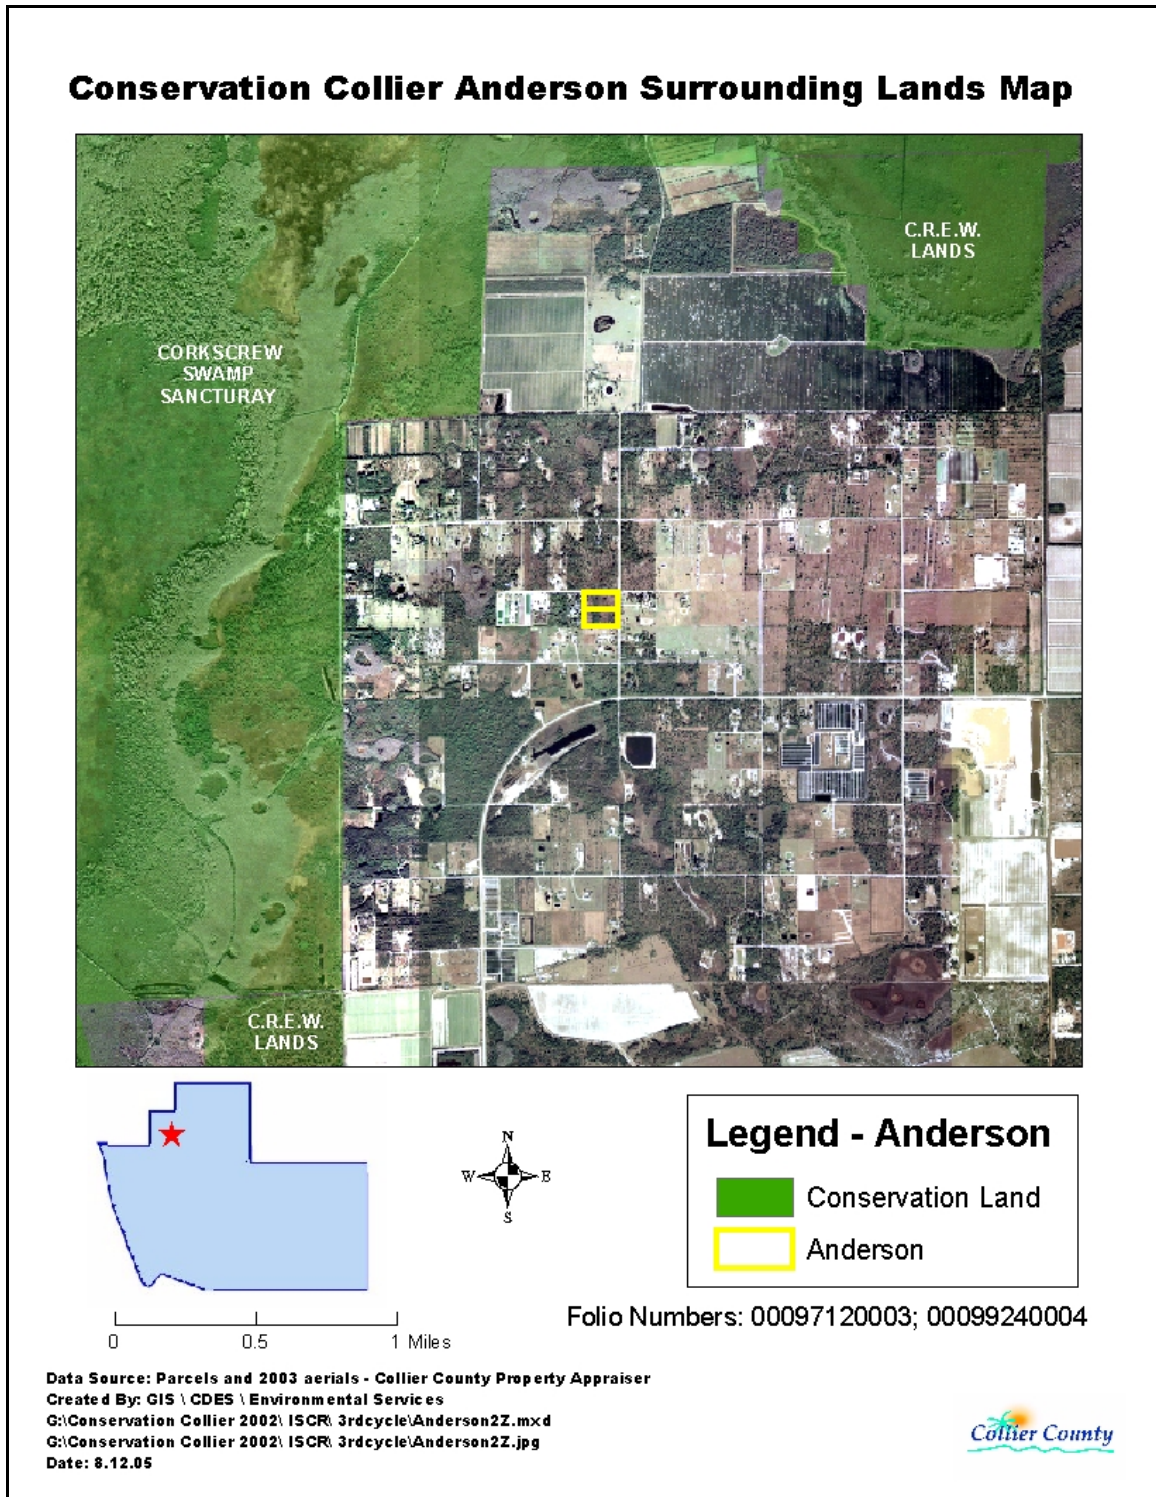 Conservation Collier Anderson Surrounding Lands Map
C.R.E.W.
LANDS
CORKSCREW
SWAMP
SANCTURAY
C.R.E.W.
LANDS
N
W E
S
Legend - Anderson
Conservation Land
Anderson
Folio Numbers: 00097120003; 00099240004
0 0.5 1 Miles
Data Source: Parcels and 2003 aerials - Collier County Property Appraiser
Created By: GIS \ CDES \ Environmental Services
G:\Conservation Collier 2002\ ISCR\ 3rdcycle\Anderson2Z.mxd
G:\Conservation Collier 2002\ ISCR\ 3rdcycle\Anderson2Z.jpg
Date: 8.12.05
Collier County